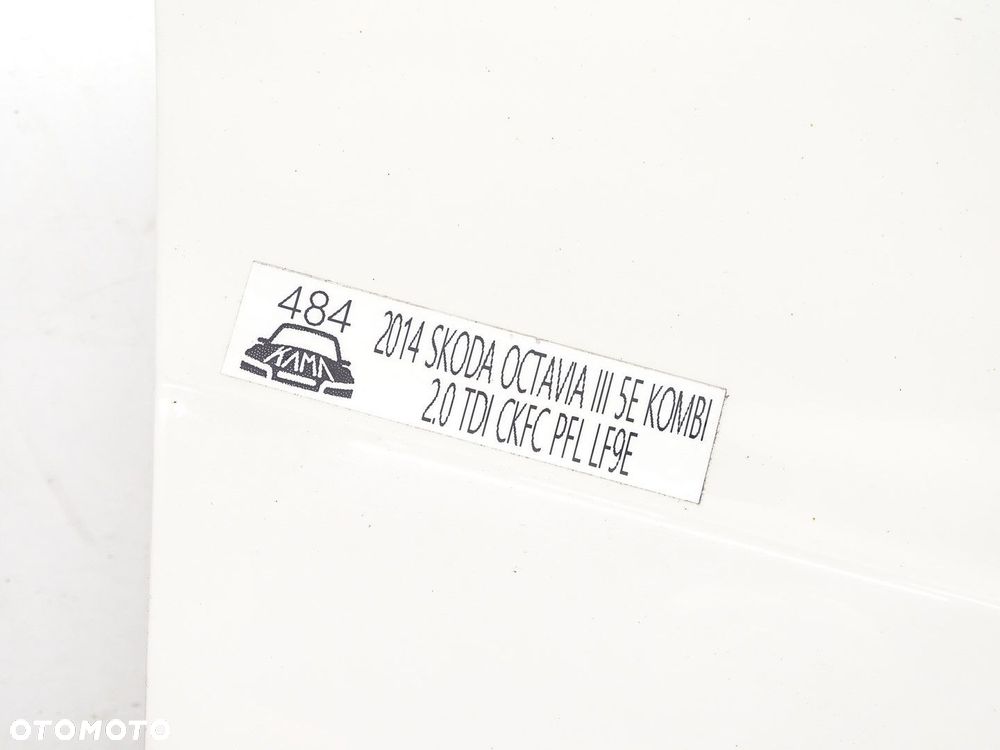 484
KAMA
2014 SKODA OCTAVIA III 5E KOMBI
2.0 TDI CKFC PFL LF9E
OTOMOTO